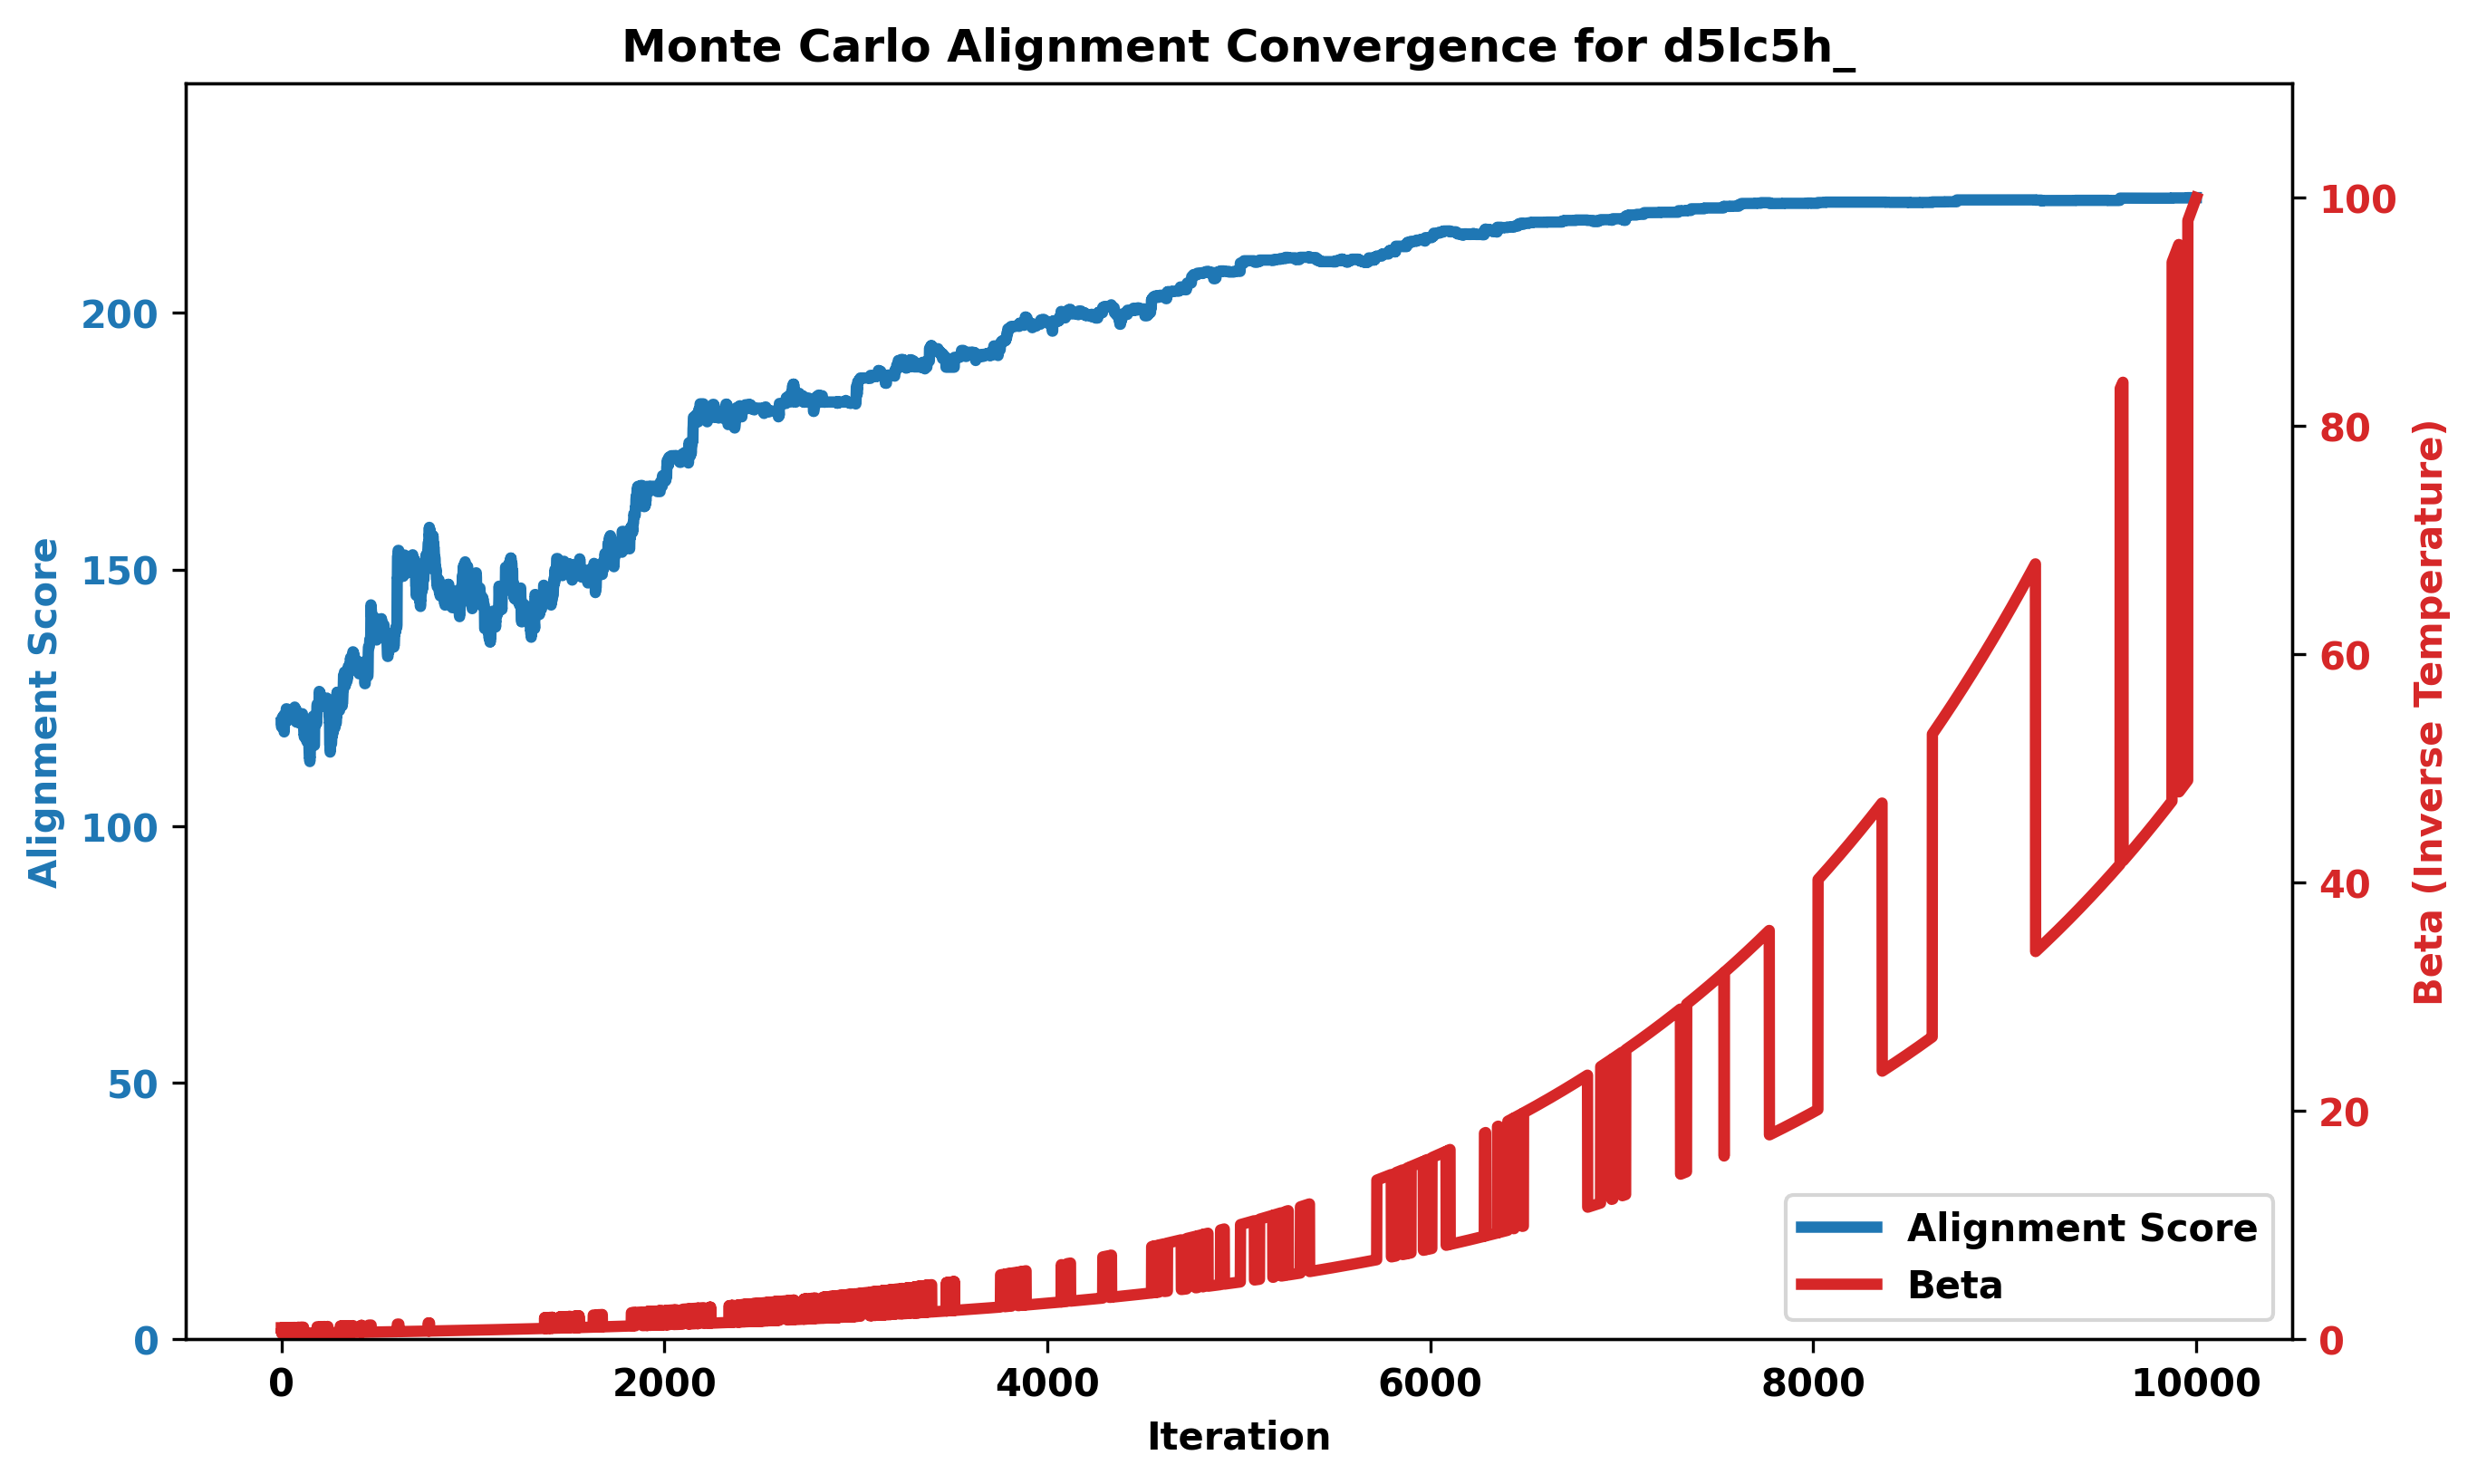 Monte Carlo Alignment Convergence for d5lc5h_
Alignment Score
200
150
100
50
0
100
80
60
40
20
0
Beta (Inverse Temperature)
Alignment Score
Beta
0 2000 4000 6000 8000 10000
Iteration